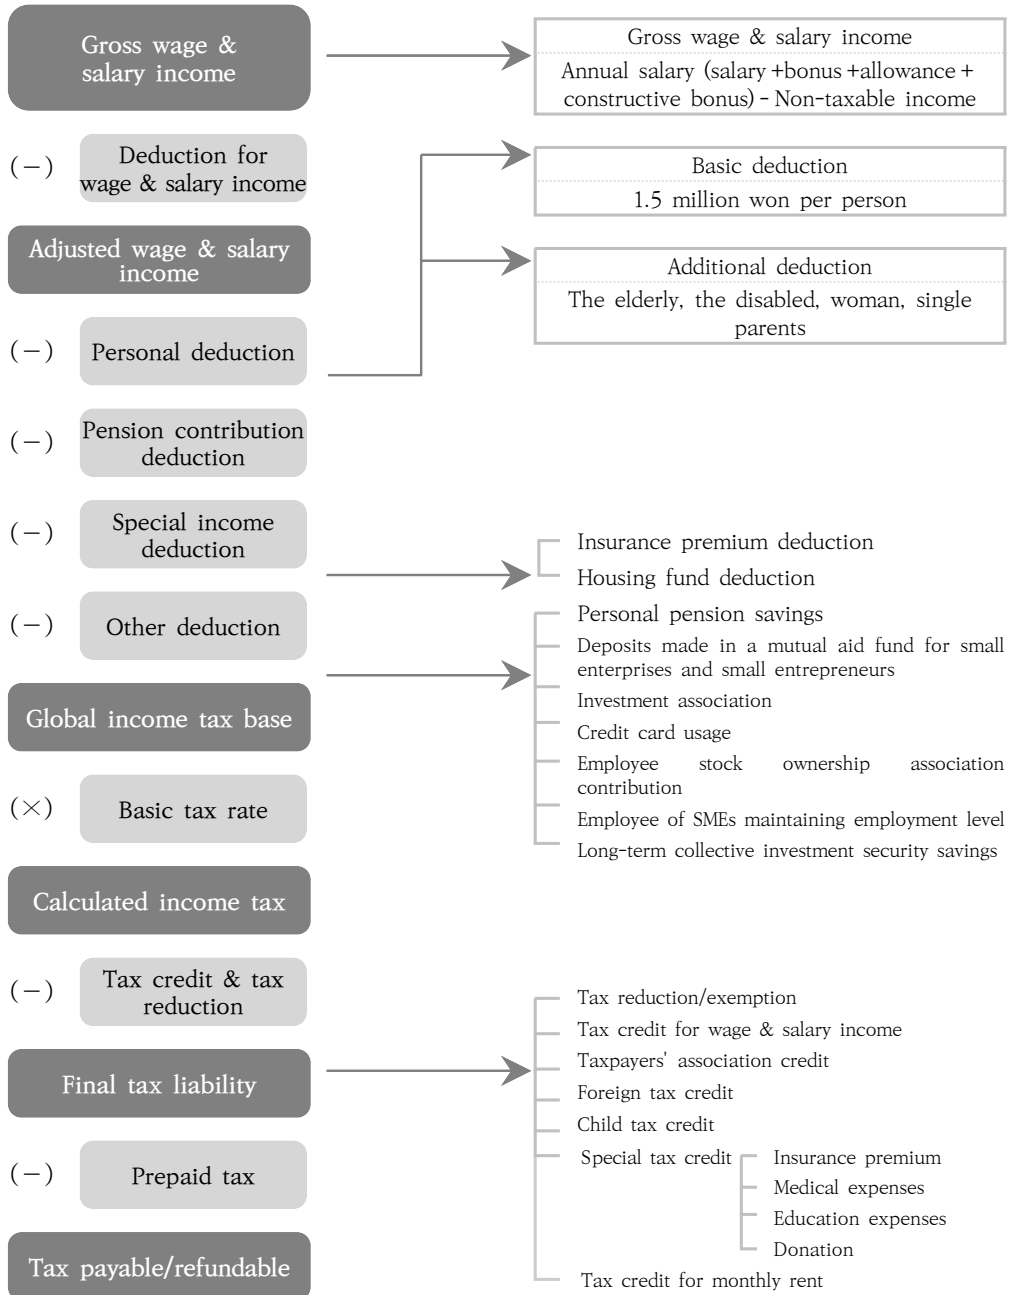 Gross wage &
salary income
Gross wage & salary income
Annual salary (salary+bonus+allowance+
constructive bonus) - Non-taxable income
(−)
Deduction for
wage & salary income
Basic deduction
1.5 million won per person
Adjusted wage & salary
income
Additional deduction
The elderly, the disabled, woman, single
parents
(−)
Personal deduction
(−)
Pension contribution
deduction
(−)
Special income
deduction
Insurance premium deduction
Housing fund deduction
(−)
Other deduction
Personal pension savings
Deposits made in a mutual aid fund for small
enterprises and small entrepreneurs
Investment association
Credit card usage
Employee stock ownership association
contribution
Employee of SMEs maintaining employment level
Long-term collective investment security savings
Global income tax base
(×)
Basic tax rate
Calculated income tax
(−)
Tax credit & tax
reduction
Tax reduction/exemption
Tax credit for wage & salary income
Taxpayers' association credit
Foreign tax credit
Child tax credit
Special tax credit
Insurance premium
Medical expenses
Education expenses
Donation
Tax credit for monthly rent
Final tax liability
(−)
Prepaid tax
Tax payable/refundable